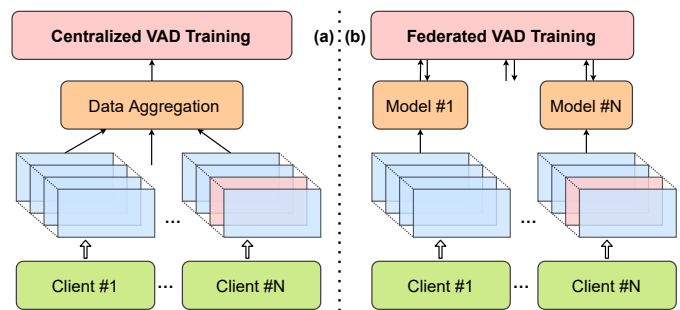 Centralized VAD Training
(a)
(b)
Federated VAD Training
Data Aggregation
Model #1
Model #N
...
...
Client #1
...
Client #N
Client #1
...
Client #N